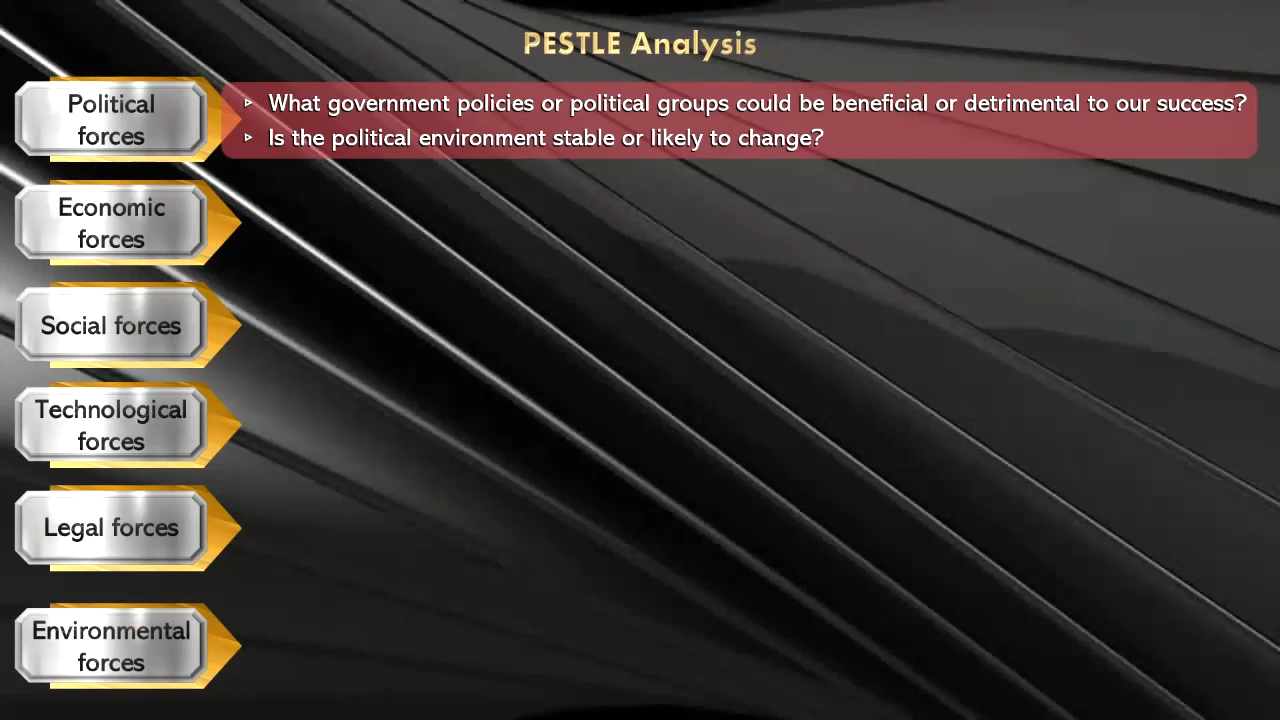 PESTLE Analysis
Political
forces
▹ What government policies or political groups could be beneficial or detrimental to our success?
▹ Is the political environment stable or likely to change?
Economic
forces
Social forces
Technological
forces
Legal forces
Environmental
forces